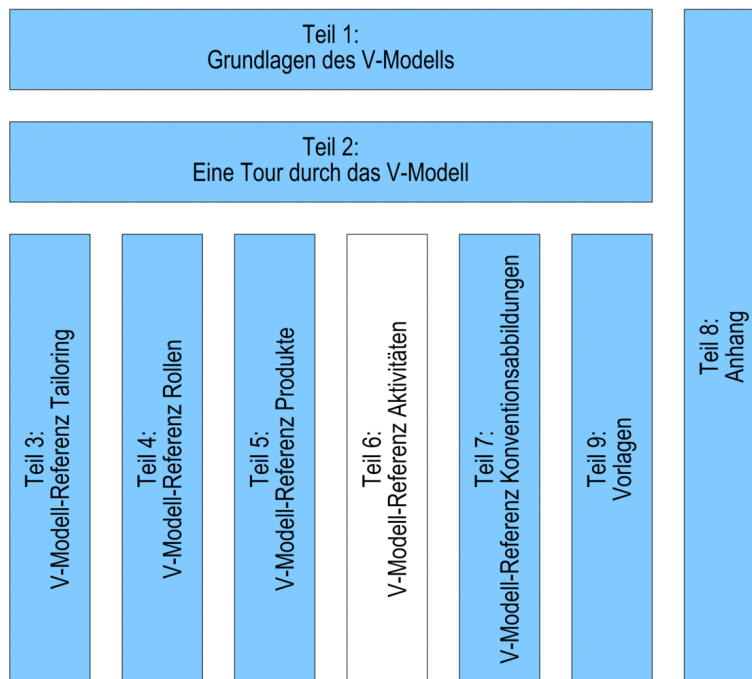 Teil 1:
Grundlagen des V-Modells
Teil 2:
Eine Tour durch das V-Modell
Teil 3:
V-Modell-Referenz Tailoring
Teil 4:
V-Modell-Referenz Rollen
Teil 5:
V-Modell-Referenz Produkte
Teil 6:
V-Modell-Referenz Aktivitäten
Teil 7:
V-Modell-Referenz Konventionsabbildungen
Teil 9:
Vorlagen
Teil 8:
Anhang